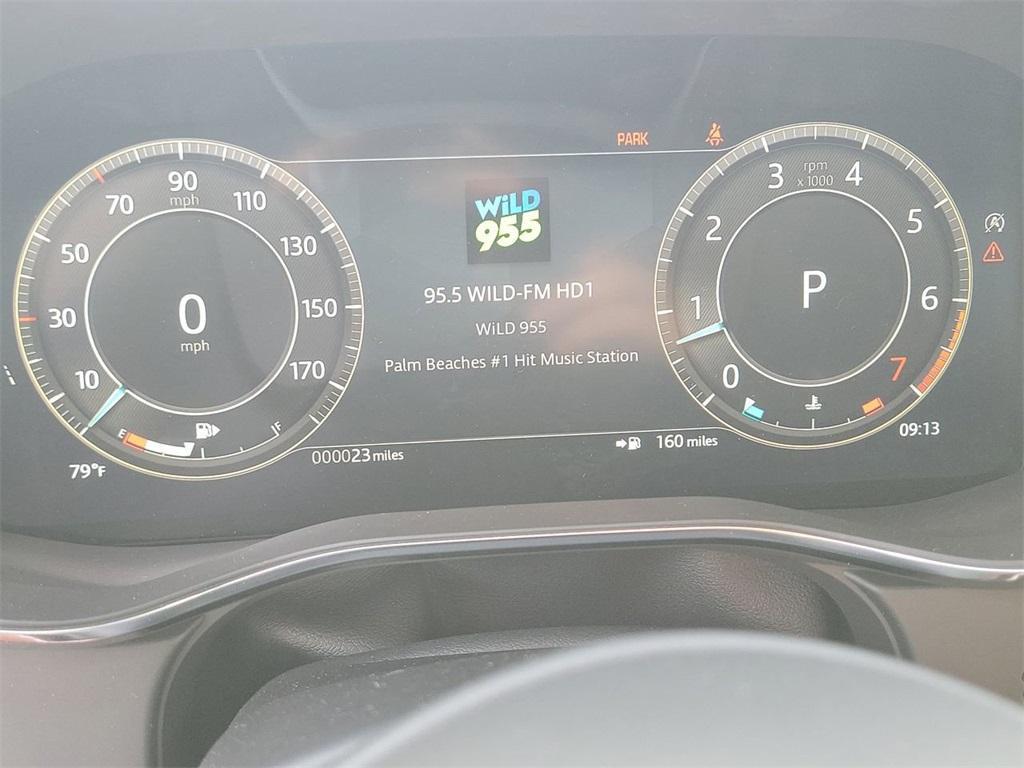 PARK
90
mph
70
110
50
130
30
150
10
170
0
mph
E
F
79°F
WiLD
955
95.5 WILD-FM HD1
WiLD 955
Palm Beaches #1 Hit Music Station
000023 miles
160 miles
rpm
x 1000
3
4
2
5
1
6
0
7
P
A
09:13